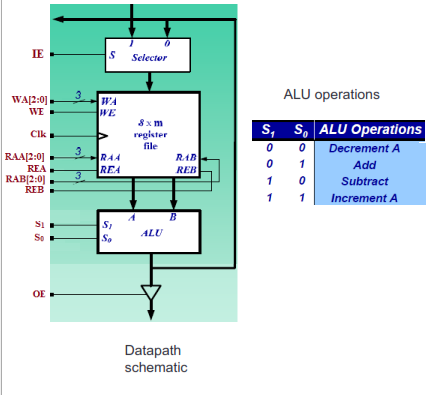 1 0
IE S Selector
WA[2:0] 3 WA
WE WE
8 x m
Clk register
file
RAA[2:0] 3 RAA RAB
REA REA REB
RAB[2:0] 3
REB
A B
S1 S1
ALU
S0 S0
OE
Datapath
schematic
ALU operations
S1 S0 ALU Operations
0 0 Decrement A
0 1 Add
1 0 Subtract
1 1 Increment A